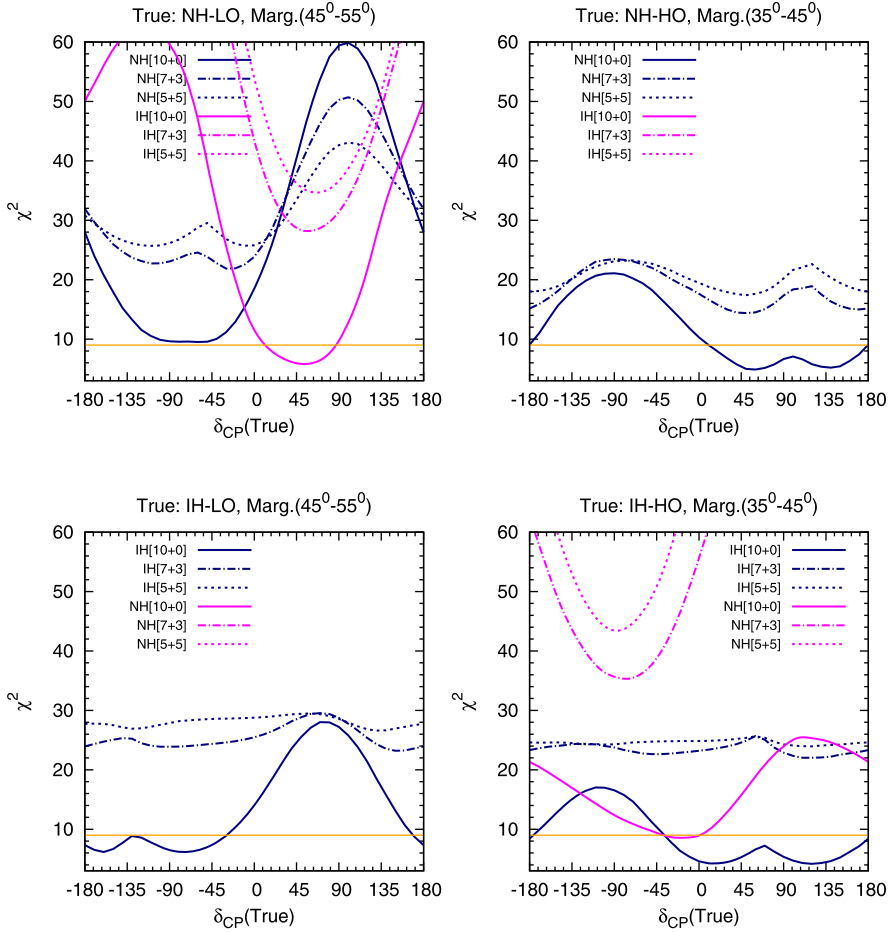 True: NH-LO, Marg.(45⁰-55⁰)
60
50
40
30
20
10
χ²
NH[10+0]
NH[7+3]
NH[5+5]
IH[10+0]
IH[7+3]
IH[5+5]
-180 -135 -90 -45 0 45 90 135 180
δCP(True)
True: NH-HO, Marg.(35⁰-45⁰)
60
50
40
30
20
10
χ²
NH[10+0]
NH[7+3]
NH[5+5]
IH[10+0]
IH[7+3]
IH[5+5]
-180 -135 -90 -45 0 45 90 135 180
δCP(True)
True: IH-LO, Marg.(45⁰-55⁰)
60
50
40
30
20
10
χ²
IH[10+0]
IH[7+3]
IH[5+5]
NH[10+0]
NH[7+3]
NH[5+5]
-180 -135 -90 -45 0 45 90 135 180
δCP(True)
True: IH-HO, Marg.(35⁰-45⁰)
60
50
40
30
20
10
χ²
IH[10+0]
IH[7+3]
IH[5+5]
NH[10+0]
NH[7+3]
NH[5+5]
-180 -135 -90 -45 0 45 90 135 180
δCP(True)